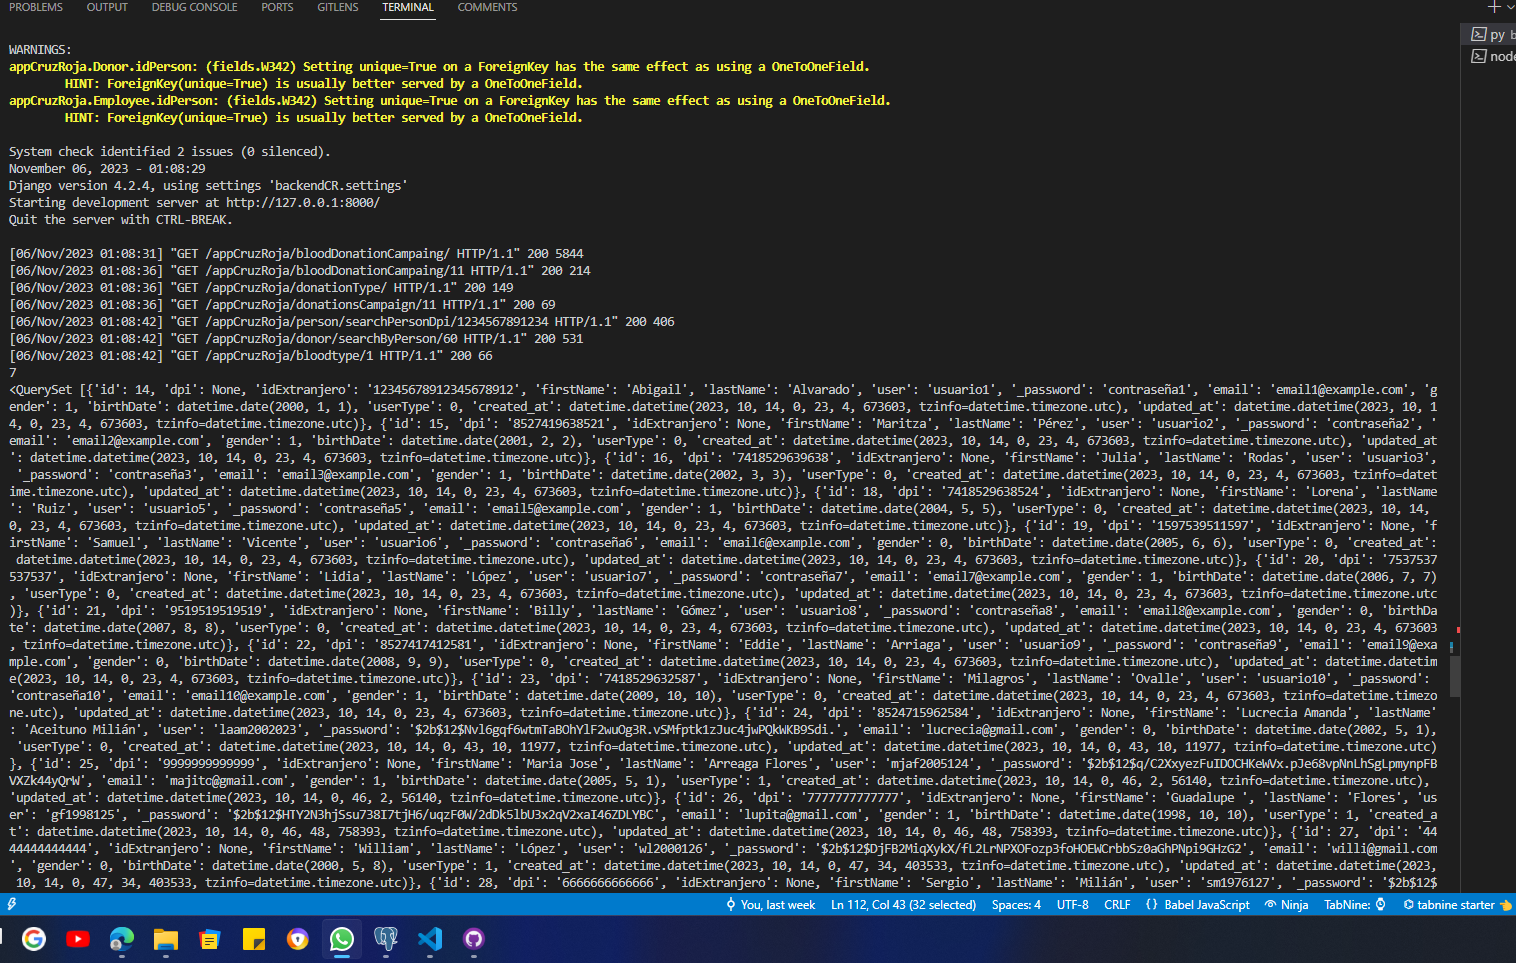 PROBLEMS OUTPUT DEBUG CONSOLE PORTS GITLENS TERMINAL COMMENTS
py b
node
WARNINGS:
appCruzRoja.Donor.idPerson: (fields.W342) Setting unique=True on a ForeignKey has the same effect as using a OneToOneField.
HINT: ForeignKey(unique=True) is usually better served by a OneToOneField.
appCruzRoja.Employee.idPerson: (fields.W342) Setting unique=True on a ForeignKey has the same effect as using a OneToOneField.
HINT: ForeignKey(unique=True) is usually better served by a OneToOneField.
System check identified 2 issues (0 silenced).
November 06, 2023 - 01:08:29
Django version 4.2.4, using settings 'backendCR.settings'
Starting development server at http://127.0.0.1:8000/
Quit the server with CTRL-BREAK.
[06/Nov/2023 01:08:31] "GET /appCruzRoja/bloodDonationCampaing/ HTTP/1.1" 200 5844
[06/Nov/2023 01:08:36] "GET /appCruzRoja/bloodDonationCampaing/11 HTTP/1.1" 200 214
[06/Nov/2023 01:08:36] "GET /appCruzRoja/donationType/ HTTP/1.1" 200 149
[06/Nov/2023 01:08:36] "GET /appCruzRoja/donationsCampaign/11 HTTP/1.1" 200 69
[06/Nov/2023 01:08:42] "GET /appCruzRoja/person/searchPersonDpi/1234567891234 HTTP/1.1" 200 406
[06/Nov/2023 01:08:42] "GET /appCruzRoja/donor/searchByPerson/60 HTTP/1.1" 200 531
[06/Nov/2023 01:08:42] "GET /appCruzRoja/bloodtype/1 HTTP/1.1" 200 66
7
<QuerySet [{'id': 14, 'dpi': None, 'idExtranjero': '12345678912345678912', 'firstName': 'Abigail', 'lastName': 'Alvarado', 'user': 'usuario1', '_password': 'contraseña1', 'email': 'email1@example.com', 'g
ender': 1, 'birthDate': datetime.date(2000, 1, 1), 'userType': 0, 'created_at': datetime.datetime(2023, 10, 14, 0, 23, 4, 673603, tzinfo=datetime.timezone.utc), 'updated_at': datetime.datetime(2023, 10, 1
4, 0, 23, 4, 673603, tzinfo=datetime.timezone.utc)}, {'id': 15, 'dpi': '8527419638521', 'idExtranjero': None, 'firstName': 'Maritza', 'lastName': 'Pérez', 'user': 'usuario2', '_password': 'contraseña2', '
email': 'email2@example.com', 'gender': 1, 'birthDate': datetime.date(2001, 2, 2), 'userType': 0, 'created_at': datetime.datetime(2023, 10, 14, 0, 23, 4, 673603, tzinfo=datetime.timezone.utc), 'updated_at
': datetime.datetime(2023, 10, 14, 0, 23, 4, 673603, tzinfo=datetime.timezone.utc)}, {'id': 16, 'dpi': '7418529639638', 'idExtranjero': None, 'firstName': 'Julia', 'lastName': 'Rodas', 'user': 'usuario3',
'_password': 'contraseña3', 'email': 'email3@example.com', 'gender': 1, 'birthDate': datetime.date(2002, 3, 3), 'userType': 0, 'created_at': datetime.datetime(2023, 10, 14, 0, 23, 4, 673603, tzinfo=datet
ime.timezone.utc), 'updated_at': datetime.datetime(2023, 10, 14, 0, 23, 4, 673603, tzinfo=datetime.timezone.utc)}, {'id': 18, 'dpi': '7418529638524', 'idExtranjero': None, 'firstName': 'Lorena', 'lastName
': 'Ruiz', 'user': 'usuario5', '_password': 'contraseña5', 'email': 'email5@example.com', 'gender': 1, 'birthDate': datetime.date(2004, 5, 5), 'userType': 0, 'created_at': datetime.datetime(2023, 10, 14,
0, 23, 4, 673603, tzinfo=datetime.timezone.utc), 'updated_at': datetime.datetime(2023, 10, 14, 0, 23, 4, 673603, tzinfo=datetime.timezone.utc)}, {'id': 19, 'dpi': '1597539511597', 'idExtranjero': None, 'f
irstName': 'Samuel', 'lastName': 'Vicente', 'user': 'usuario6', '_password': 'contraseña6', 'email': 'email6@example.com', 'gender': 0, 'birthDate': datetime.date(2005, 6, 6), 'userType': 0, 'created_at':
datetime.datetime(2023, 10, 14, 0, 23, 4, 673603, tzinfo=datetime.timezone.utc), 'updated_at': datetime.datetime(2023, 10, 14, 0, 23, 4, 673603, tzinfo=datetime.timezone.utc)}, {'id': 20, 'dpi': '7537537
537537', 'idExtranjero': None, 'firstName': 'Lidia', 'lastName': 'López', 'user': 'usuario7', '_password': 'contraseña7', 'email': 'email7@example.com', 'gender': 1, 'birthDate': datetime.date(2006, 7, 7)
, 'userType': 0, 'created_at': datetime.datetime(2023, 10, 14, 0, 23, 4, 673603, tzinfo=datetime.timezone.utc), 'updated_at': datetime.datetime(2023, 10, 14, 0, 23, 4, 673603, tzinfo=datetime.timezone.utc
)}, {'id': 21, 'dpi': '9519519519519', 'idExtranjero': None, 'firstName': 'Billy', 'lastName': 'Gómez', 'user': 'usuario8', '_password': 'contraseña8', 'email': 'email8@example.com', 'gender': 0, 'birthDa
te': datetime.date(2007, 8, 8), 'userType': 0, 'created_at': datetime.datetime(2023, 10, 14, 0, 23, 4, 673603, tzinfo=datetime.timezone.utc), 'updated_at': datetime.datetime(2023, 10, 14, 0, 23, 4, 673603
, tzinfo=datetime.timezone.utc)}, {'id': 22, 'dpi': '8527417412581', 'idExtranjero': None, 'firstName': 'Eddie', 'lastName': 'Arriaga', 'user': 'usuario9', '_password': 'contraseña9', 'email': 'email9@exa
mple.com', 'gender': 0, 'birthDate': datetime.date(2008, 9, 9), 'userType': 0, 'created_at': datetime.datetime(2023, 10, 14, 0, 23, 4, 673603, tzinfo=datetime.timezone.utc), 'updated_at': datetime.datetim
e(2023, 10, 14, 0, 23, 4, 673603, tzinfo=datetime.timezone.utc)}, {'id': 23, 'dpi': '7418529632587', 'idExtranjero': None, 'firstName': 'Milagros', 'lastName': 'Ovalle', 'user': 'usuario10', '_password':
'contraseña10', 'email': 'email10@example.com', 'gender': 1, 'birthDate': datetime.date(2009, 10, 10), 'userType': 0, 'created_at': datetime.datetime(2023, 10, 14, 0, 23, 4, 673603, tzinfo=datetime.timezo
ne.utc), 'updated_at': datetime.datetime(2023, 10, 14, 0, 23, 4, 673603, tzinfo=datetime.timezone.utc)}, {'id': 24, 'dpi': '8524715962584', 'idExtranjero': None, 'firstName': 'Lucrecia Amanda', 'lastName'
: 'Aceituno Milián', 'user': 'laam2002023', '_password': '$2b$12$Nvl6gqf6wtmTaBOhYlF2wuOg3R.vSMfptk1zJuc4jwPQkWKB9Sdi.', 'email': 'lucrecia@gmail.com', 'gender': 0, 'birthDate': datetime.date(2002, 5, 1),
'userType': 0, 'created_at': datetime.datetime(2023, 10, 14, 0, 43, 10, 11977, tzinfo=datetime.timezone.utc), 'updated_at': datetime.datetime(2023, 10, 14, 0, 43, 10, 11977, tzinfo=datetime.timezone.utc)
}, {'id': 25, 'dpi': '9999999999999', 'idExtranjero': None, 'firstName': 'Maria Jose', 'lastName': 'Arreaga Flores', 'user': 'mjaf2005124', '_password': '$2b$12$q/C2XxyezFuIDOCHKeWVx.pJe68vpNnLhSgLpmynpFB
VXZk44yQrW', 'email': 'majito@gmail.com', 'gender': 1, 'birthDate': datetime.date(2005, 5, 1), 'userType': 1, 'created_at': datetime.datetime(2023, 10, 14, 0, 46, 2, 56140, tzinfo=datetime.timezone.utc),
'updated_at': datetime.datetime(2023, 10, 14, 0, 46, 2, 56140, tzinfo=datetime.timezone.utc)}, {'id': 26, 'dpi': '7777777777777', 'idExtranjero': None, 'firstName': 'Guadalupe ', 'lastName': 'Flores', 'us
er': 'gf1998125', '_password': '$2b$12$HTY2N3hjSsu738I7tjH6/uqzF0W/2dDk5lbU3x2qV2xaI46ZDLYBC', 'email': 'lupita@gmail.com', 'gender': 1, 'birthDate': datetime.date(1998, 10, 10), 'userType': 1, 'created_a
t': datetime.datetime(2023, 10, 14, 0, 46, 48, 758393, tzinfo=datetime.timezone.utc), 'updated_at': datetime.datetime(2023, 10, 14, 0, 46, 48, 758393, tzinfo=datetime.timezone.utc)}, {'id': 27, 'dpi': '44
44444444444', 'idExtranjero': None, 'firstName': 'William', 'lastName': 'López', 'user': 'wl2000126', '_password': '$2b$12$DjFB2MiqXykX/fL2LrNPXOFozp3foHOEWCrbbSz0aGhPNpi9GHzG2', 'email': 'willi@gmail.com
', 'gender': 0, 'birthDate': datetime.date(2000, 5, 8), 'userType': 1, 'created_at': datetime.datetime(2023, 10, 14, 0, 47, 34, 403533, tzinfo=datetime.timezone.utc), 'updated_at': datetime.datetime(2023,
10, 14, 0, 47, 34, 403533, tzinfo=datetime.timezone.utc)}, {'id': 28, 'dpi': '6666666666666', 'idExtranjero': None, 'firstName': 'Sergio', 'lastName': 'Milián', 'user': 'sm1976127', '_password': '$2b$12$
You, last week Ln 112, Col 43 (32 selected) Spaces: 4 UTF-8 CRLF {} Babel JavaScript Ninja TabNine: tabnine starter